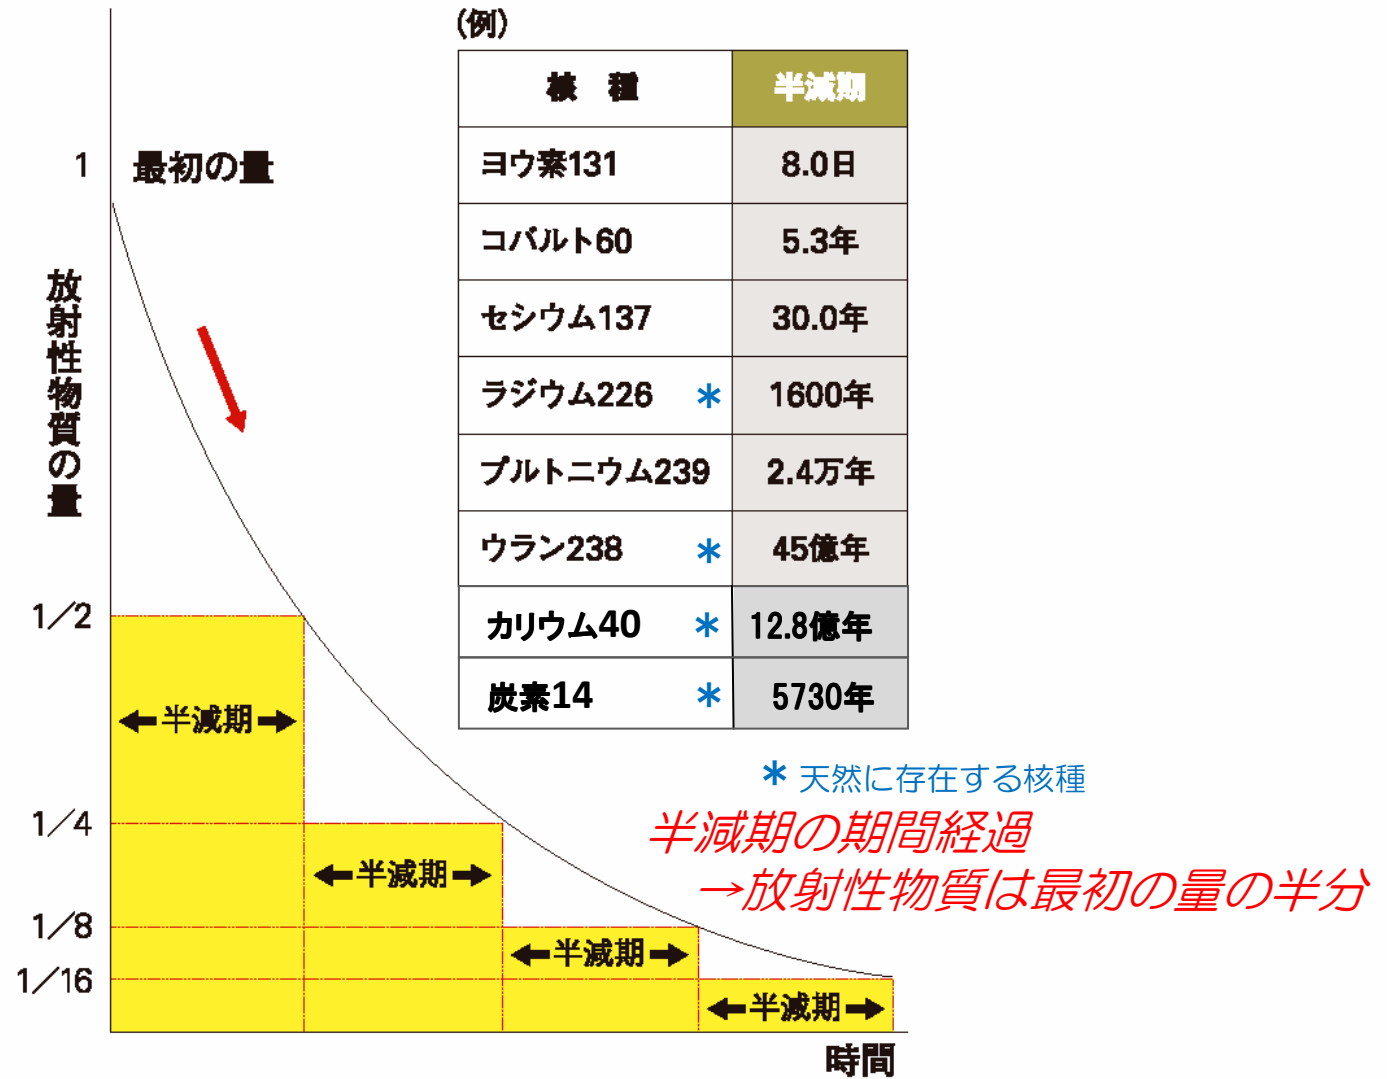 (例)
核 種 半減期
ヨウ素131 8.0日
コバルト60 5.3年
セシウム137 30.0年
ラジウム226 * 1600年
プルトニウム239 2.4万年
ウラン238 * 45億年
カリウム40 * 12.8億年
炭素14 * 5730年
* 天然に存在する核種
半減期の期間経過
→放射性物質は最初の量の半分
1 最初の量
放射性物質の量
1/2
半減期
1/4
半減期
1/8
半減期
1/16
半減期
時間